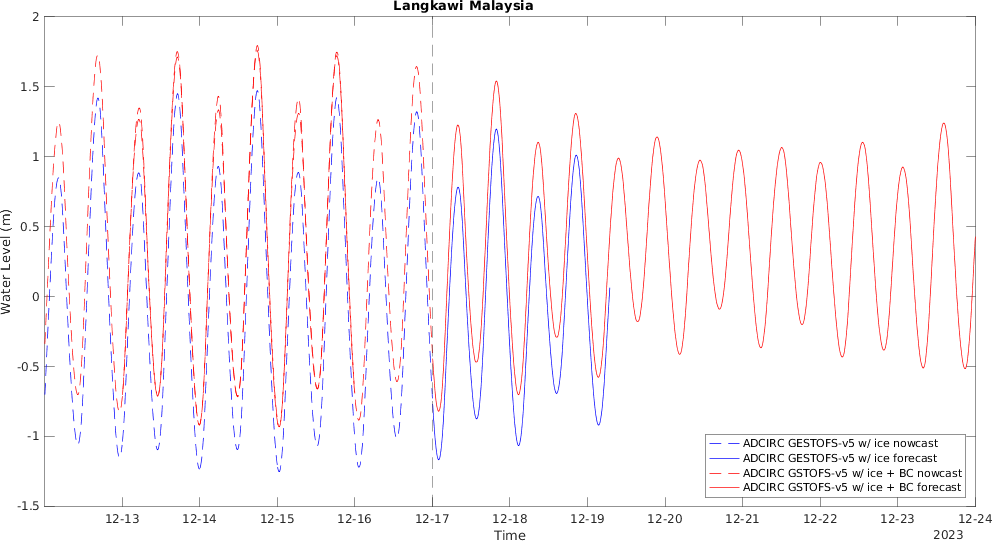 Langkawi Malaysia
2
1.5
1
0.5
0
-0.5
-1
-1.5
Water Level (m)
ADCIRC GESTOFS-v5 w/ ice nowcast
ADCIRC GESTOFS-v5 w/ ice forecast
ADCIRC GSTOFS-v5 w/ ice + BC nowcast
ADCIRC GSTOFS-v5 w/ ice + BC forecast
12-13 12-14 12-15 12-16 12-17 12-18 12-19 12-20 12-21 12-22 12-23 12-24
Time
2023